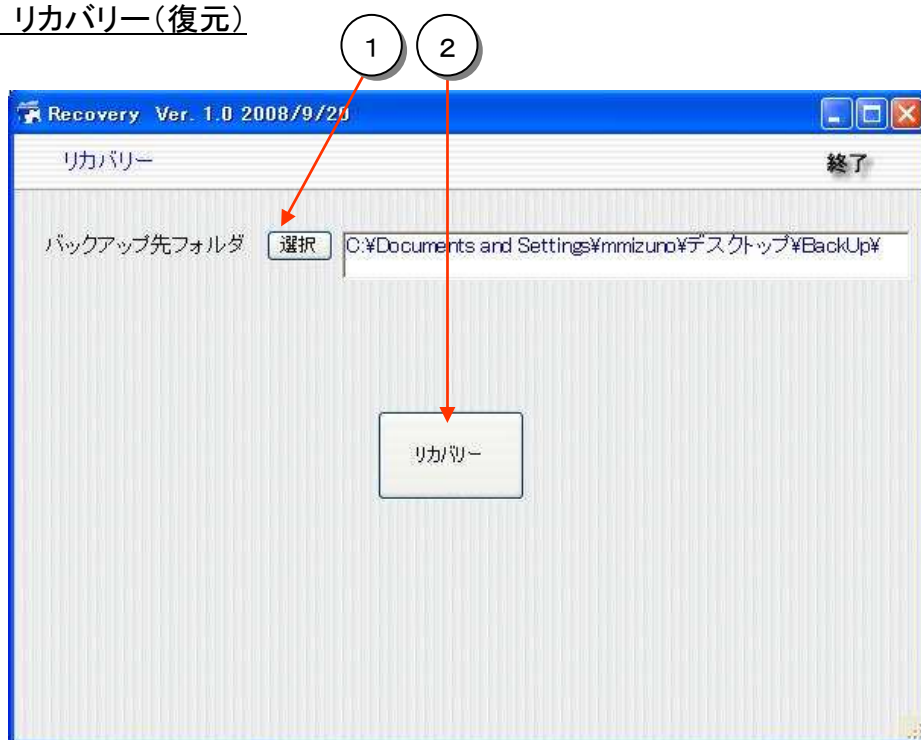 リカバリー(復元)
1 2
Recovery Ver. 1.0 2008/9/20
リカバリー 終了
バックアップ先フォルダ 選択 C:¥Documents and Settings¥mmizuno¥デスクトップ¥BackUp¥
リカバリー